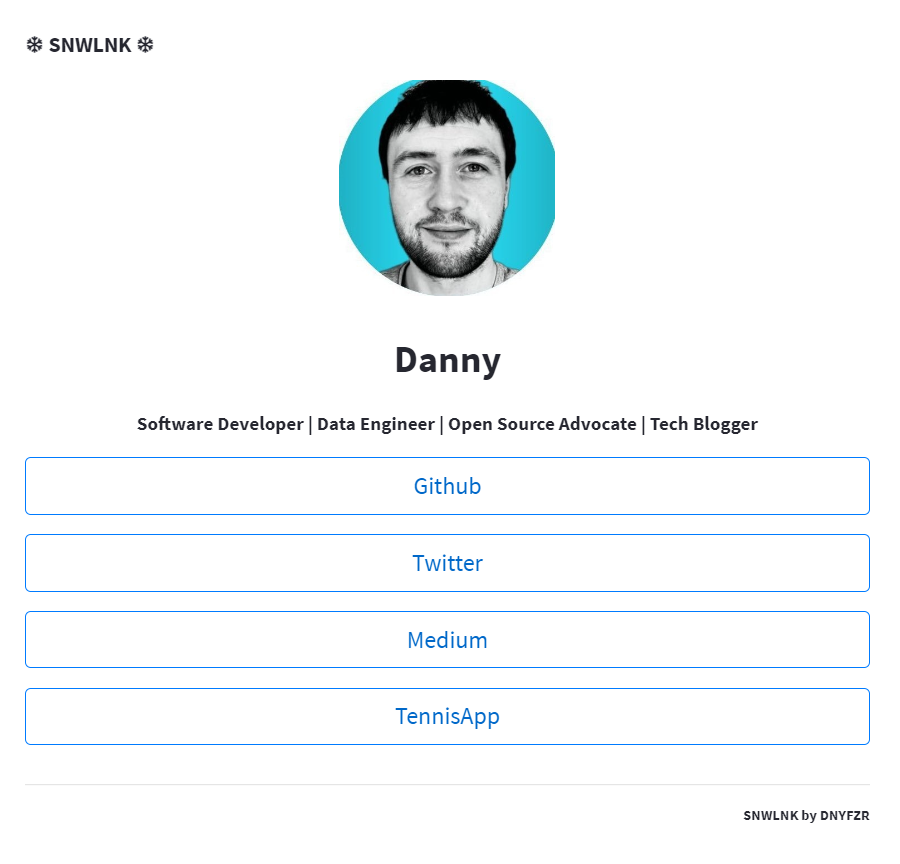 ❄ SNWLNK ❄
Danny
Software Developer | Data Engineer | Open Source Advocate | Tech Blogger
Github
Twitter
Medium
TennisApp
SNWLNK by DNYFZR